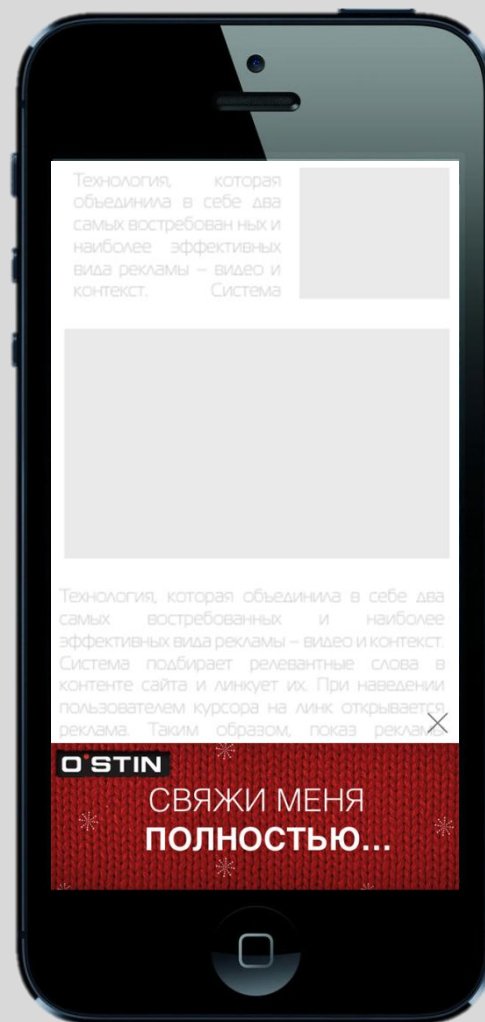 Технология, которая
объединила в себе два
самых востребован ных и
наиболее эффективных
вида рекламы – видео и
контекст. Система
Технология, которая объединила в себе два
самых востребованных и наиболее
эффективных вида рекламы – видео и контекст.
Система подбирает релевантные слова в
контенте сайта и линкует их. При наведении
пользователем курсора на линк открывается
реклама. Таким образом, показ рекламы
O'STIN
СВЯЖИ МЕНЯ
ПОЛНОСТЬЮ...